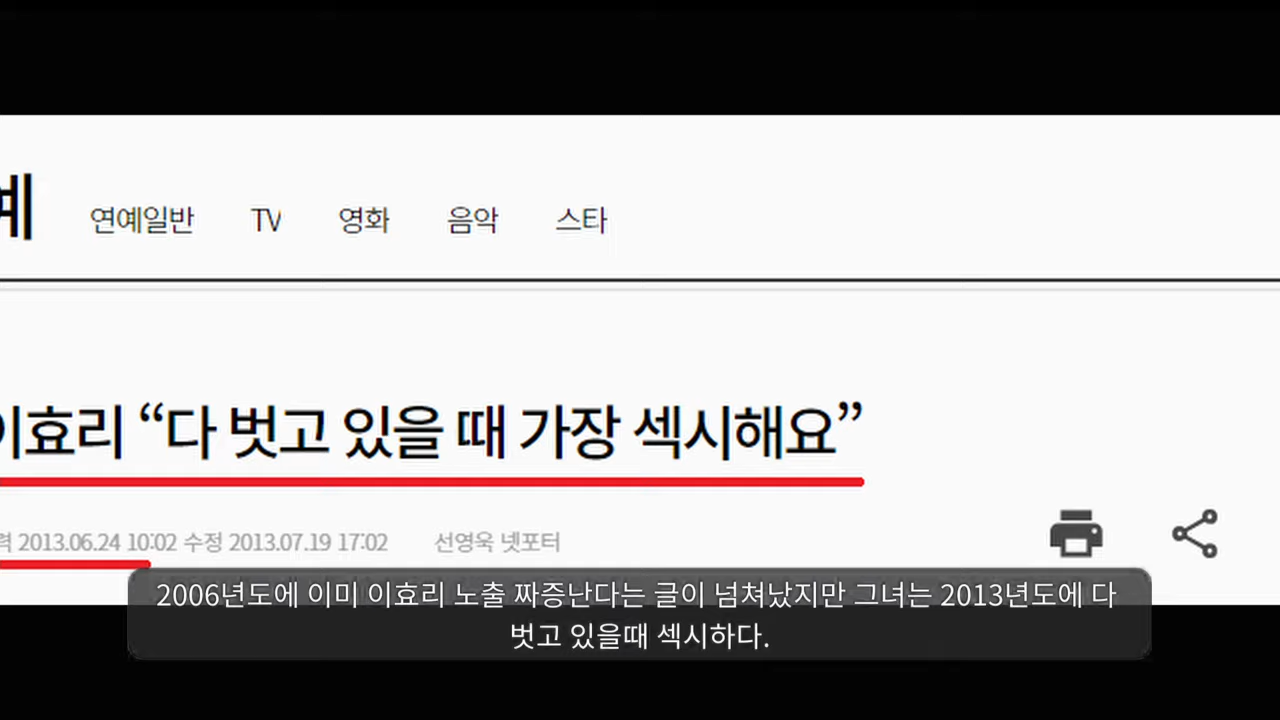 예
연예일반 TV 영화 음악 스타
이효리 “다 벗고 있을 때 가장 섹시해요”
력 2013.06.24 10:02 수정 2013.07.19 17:02 선영욱 넷포터
2006년도에 이미 이효리 노출 짜증난다는 글이 넘쳐났지만 그녀는 2013년도에 다
벗고 있을때 섹시하다.